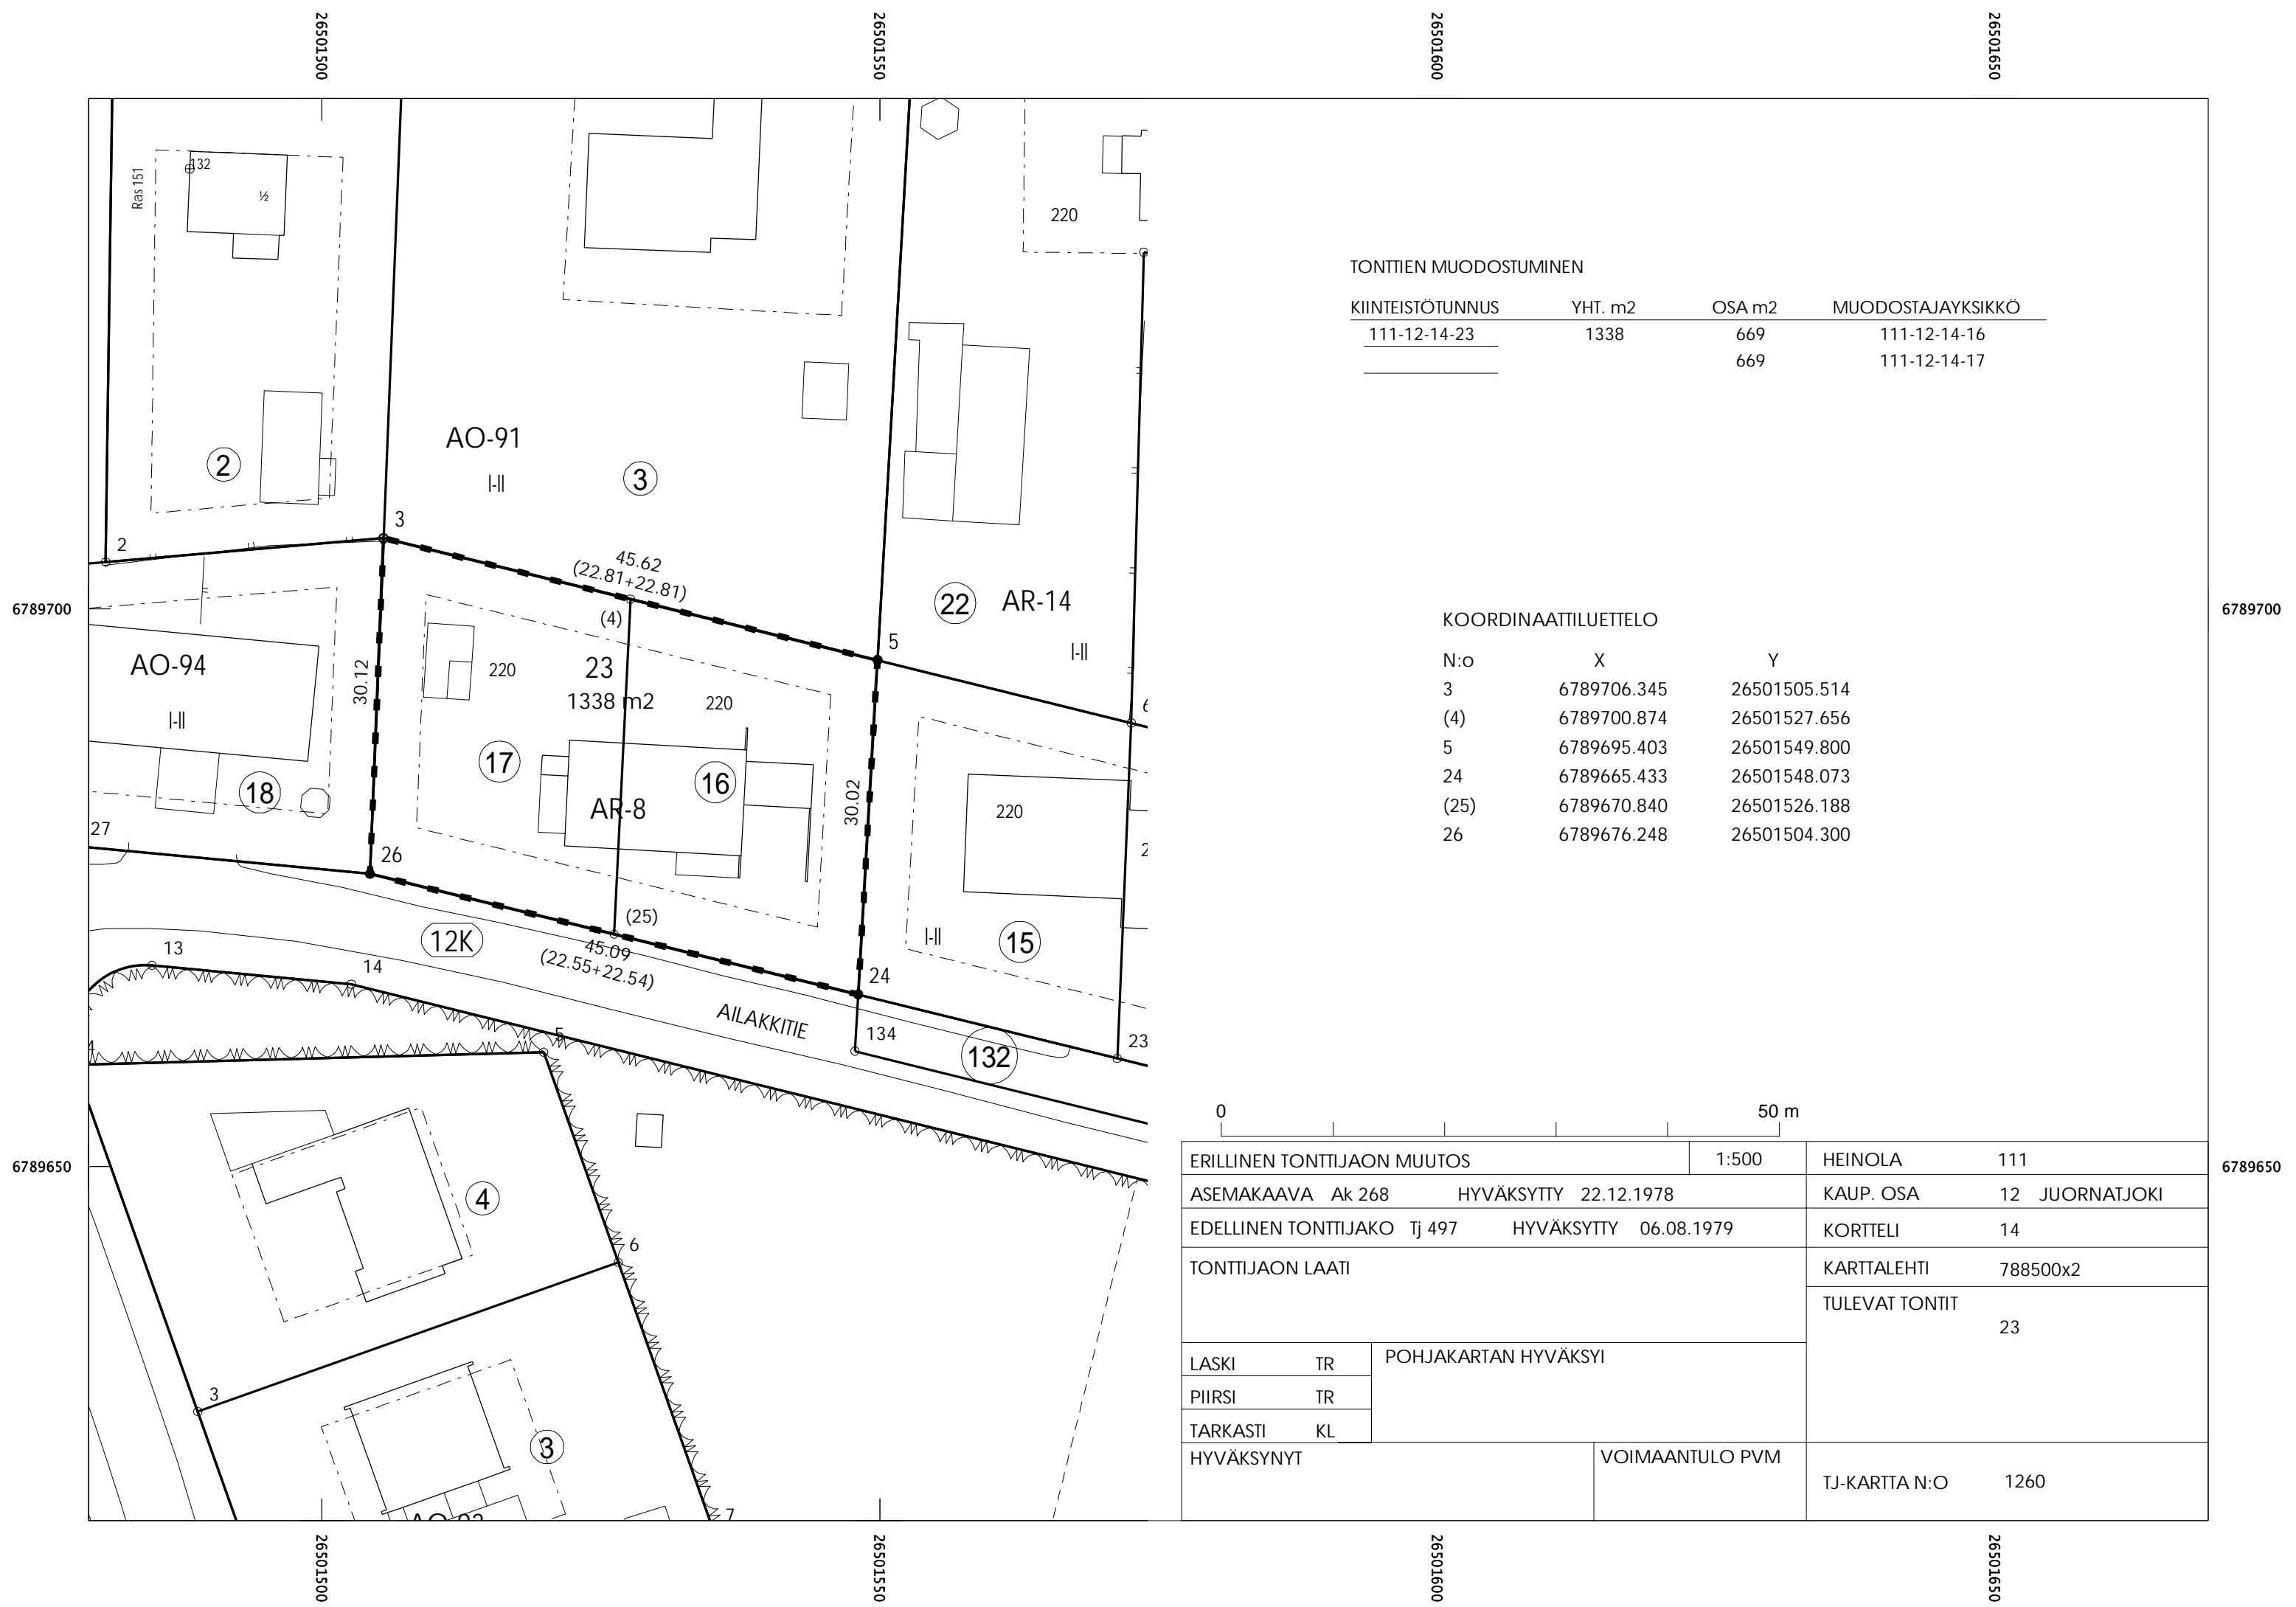 26501500
26501550
26501600
26501650
132
Ras 151
½
220
TONTTIEN MUODOSTUMINEN
KIINTEISTÖTUNNUS YHT. m2 OSA m2 MUODOSTAJAYKSIKKÖ
111-12-14-23 1338 669 111-12-14-16
669 111-12-14-17
AO-91
I-II
2
3
3
2
45.62
(22.81+22.81)
(4)
5
22
AR-14
I-II
6789700
6789700
AO-94
I-II
18
27
30.12
220
23
1338 m2
220
17
16
AR-8
30.02
220
15
I-II
26
(25)
45.09
(22.55+22.54)
24
12K
13
14
AILAKKITIE
134
132
23
5
4
6
3
3
7
KOORDINAATTILUETTELO
N:o X Y
3 6789706.345 26501505.514
(4) 6789700.874 26501527.656
5 6789695.403 26501549.800
24 6789665.433 26501548.073
(25) 6789670.840 26501526.188
26 6789676.248 26501504.300
0 50 m
6789650
6789650
ERILLINEN TONTTIJAON MUUTOS 1:500 HEINOLA 111
ASEMAKAAVA Ak 268 HYVÄKSYTTY 22.12.1978 KAUP. OSA 12 JUORNATJOKI
EDELLINEN TONTTIJAKO Tj 497 HYVÄKSYTTY 06.08.1979 KORTTELI 14
TONTTIJAON LAATI KARTTALEHTI 788500x2
TULEVAT TONTIT
23
LASKI TR POHJAKARTAN HYVÄKSYI
PIIRSI TR
TARKASTI KL
HYVÄKSYNYT VOIMAANTULO PVM TJ-KARTTA N:O 1260
26501500
26501550
26501600
26501650